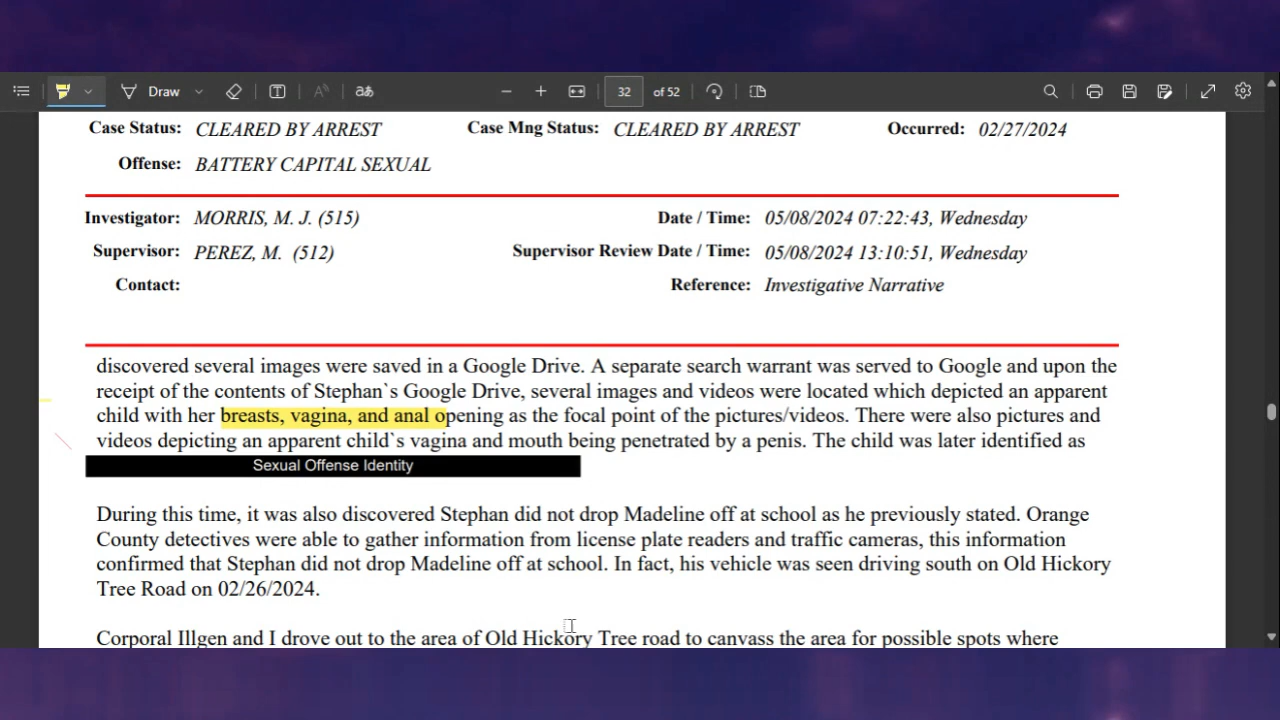 Draw
32 of 52
Case Status: CLEARED BY ARREST Case Mng Status: CLEARED BY ARREST Occurred: 02/27/2024
Offense: BATTERY CAPITAL SEXUAL
Investigator: MORRIS, M. J. (515) Date / Time: 05/08/2024 07:22:43, Wednesday
Supervisor: PEREZ, M. (512) Supervisor Review Date / Time: 05/08/2024 13:10:51, Wednesday
Contact: Reference: Investigative Narrative
discovered several images were saved in a Google Drive. A separate search warrant was served to Google and upon the
receipt of the contents of Stephan`s Google Drive, several images and videos were located which depicted an apparent
child with her breasts, vagina, and anal opening as the focal point of the pictures/videos. There were also pictures and
videos depicting an apparent child`s vagina and mouth being penetrated by a penis. The child was later identified as
Sexual Offense Identity
During this time, it was also discovered Stephan did not drop Madeline off at school as he previously stated. Orange
County detectives were able to gather information from license plate readers and traffic cameras, this information
confirmed that Stephan did not drop Madeline off at school. In fact, his vehicle was seen driving south on Old Hickory
Tree Road on 02/26/2024.
Corporal Illgen and I drove out to the area of Old Hickory Tree road to canvass the area for possible spots where